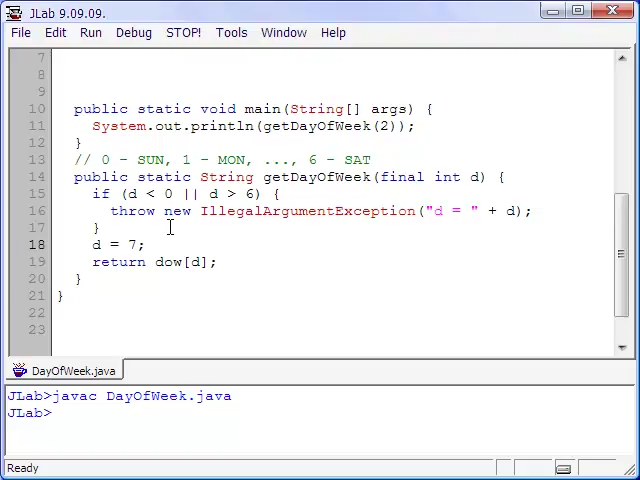 JLab 9.09.09.
File Edit Run Debug STOP! Tools Window Help
7
8
9
10 public static void main(String[] args) {
11 System.out.println(getDayOfWeek(2));
12 }
13 // 0 - SUN, 1 - MON, ..., 6 - SAT
14 public static String getDayOfWeek(final int d) {
15 if (d < 0 || d > 6) {
16 throw new IllegalArgumentException("d = " + d);
17 }
18 d = 7;
19 return dow[d];
20 }
21 }
22
23
DayOfWeek.java
JLab>javac DayOfWeek.java
JLab>
Ready